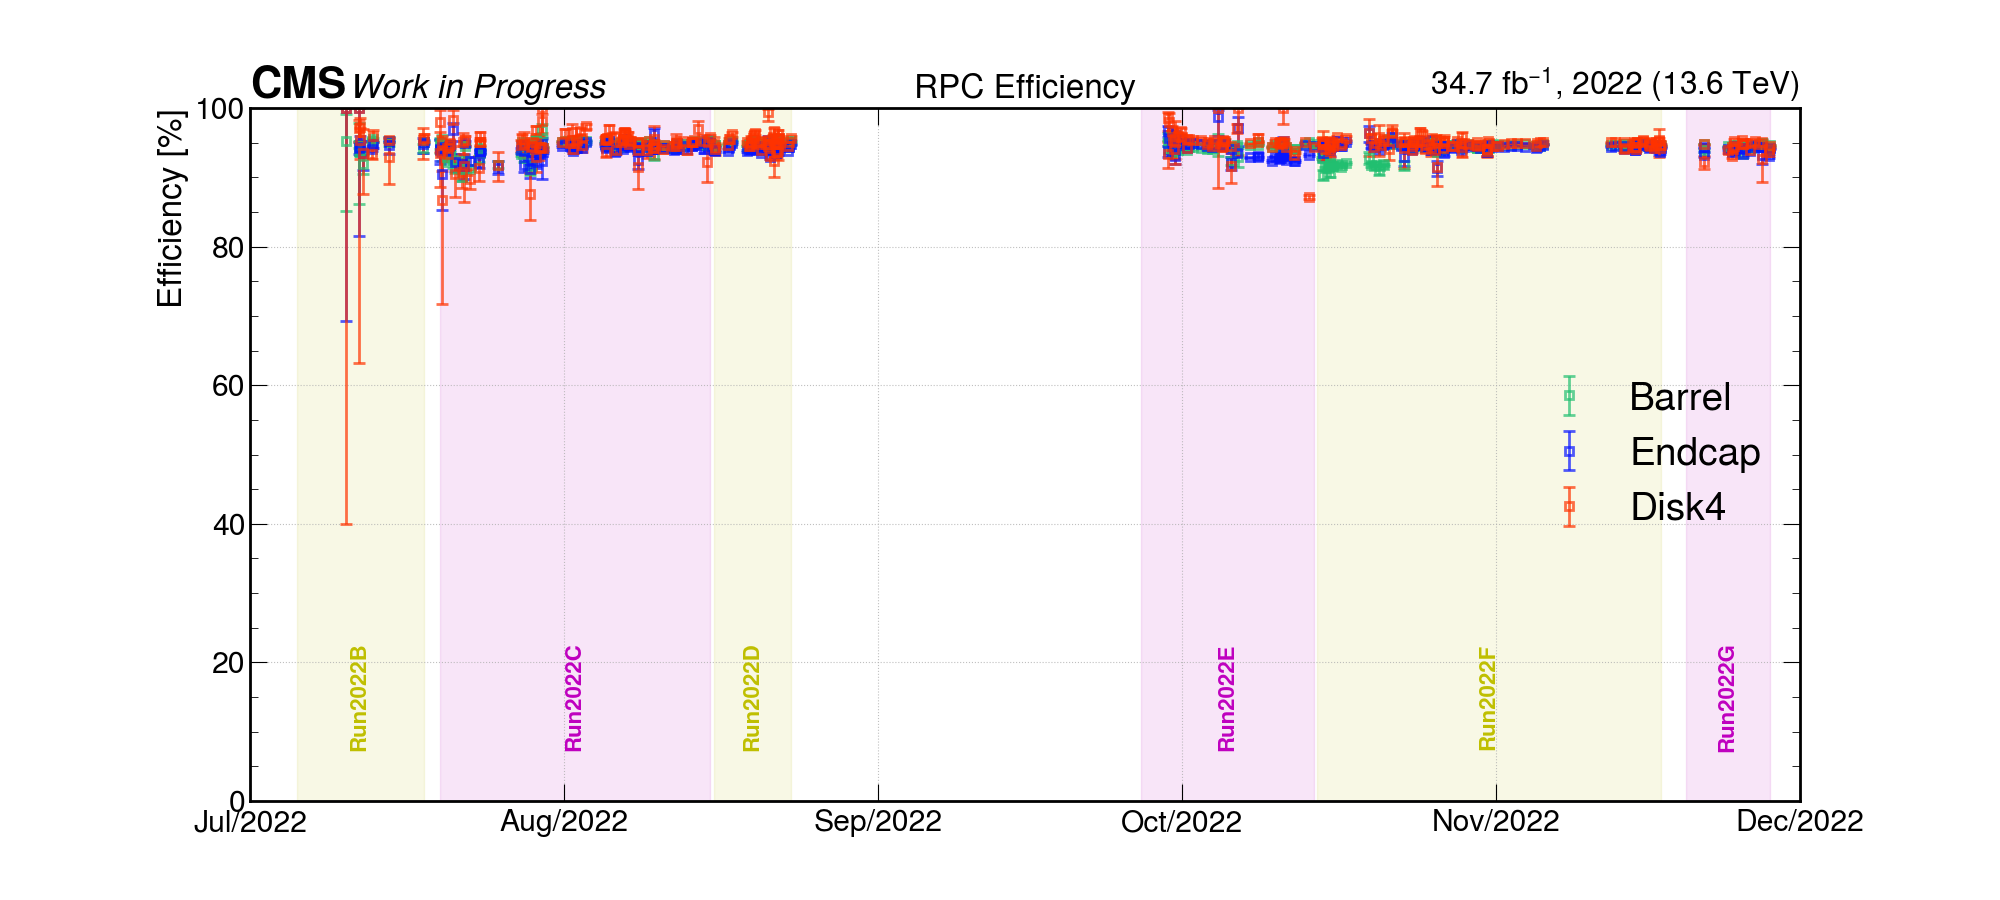 CMS Work in Progress RPC Efficiency 34.7 fb⁻¹, 2022 (13.6 TeV)
Efficiency [%]
100
80
60
40
20
0
Barrel
Endcap
Disk4
Run2022B
Run2022C
Run2022D
Run2022E
Run2022F
Run2022G
Jul/2022 Aug/2022 Sep/2022 Oct/2022 Nov/2022 Dec/2022